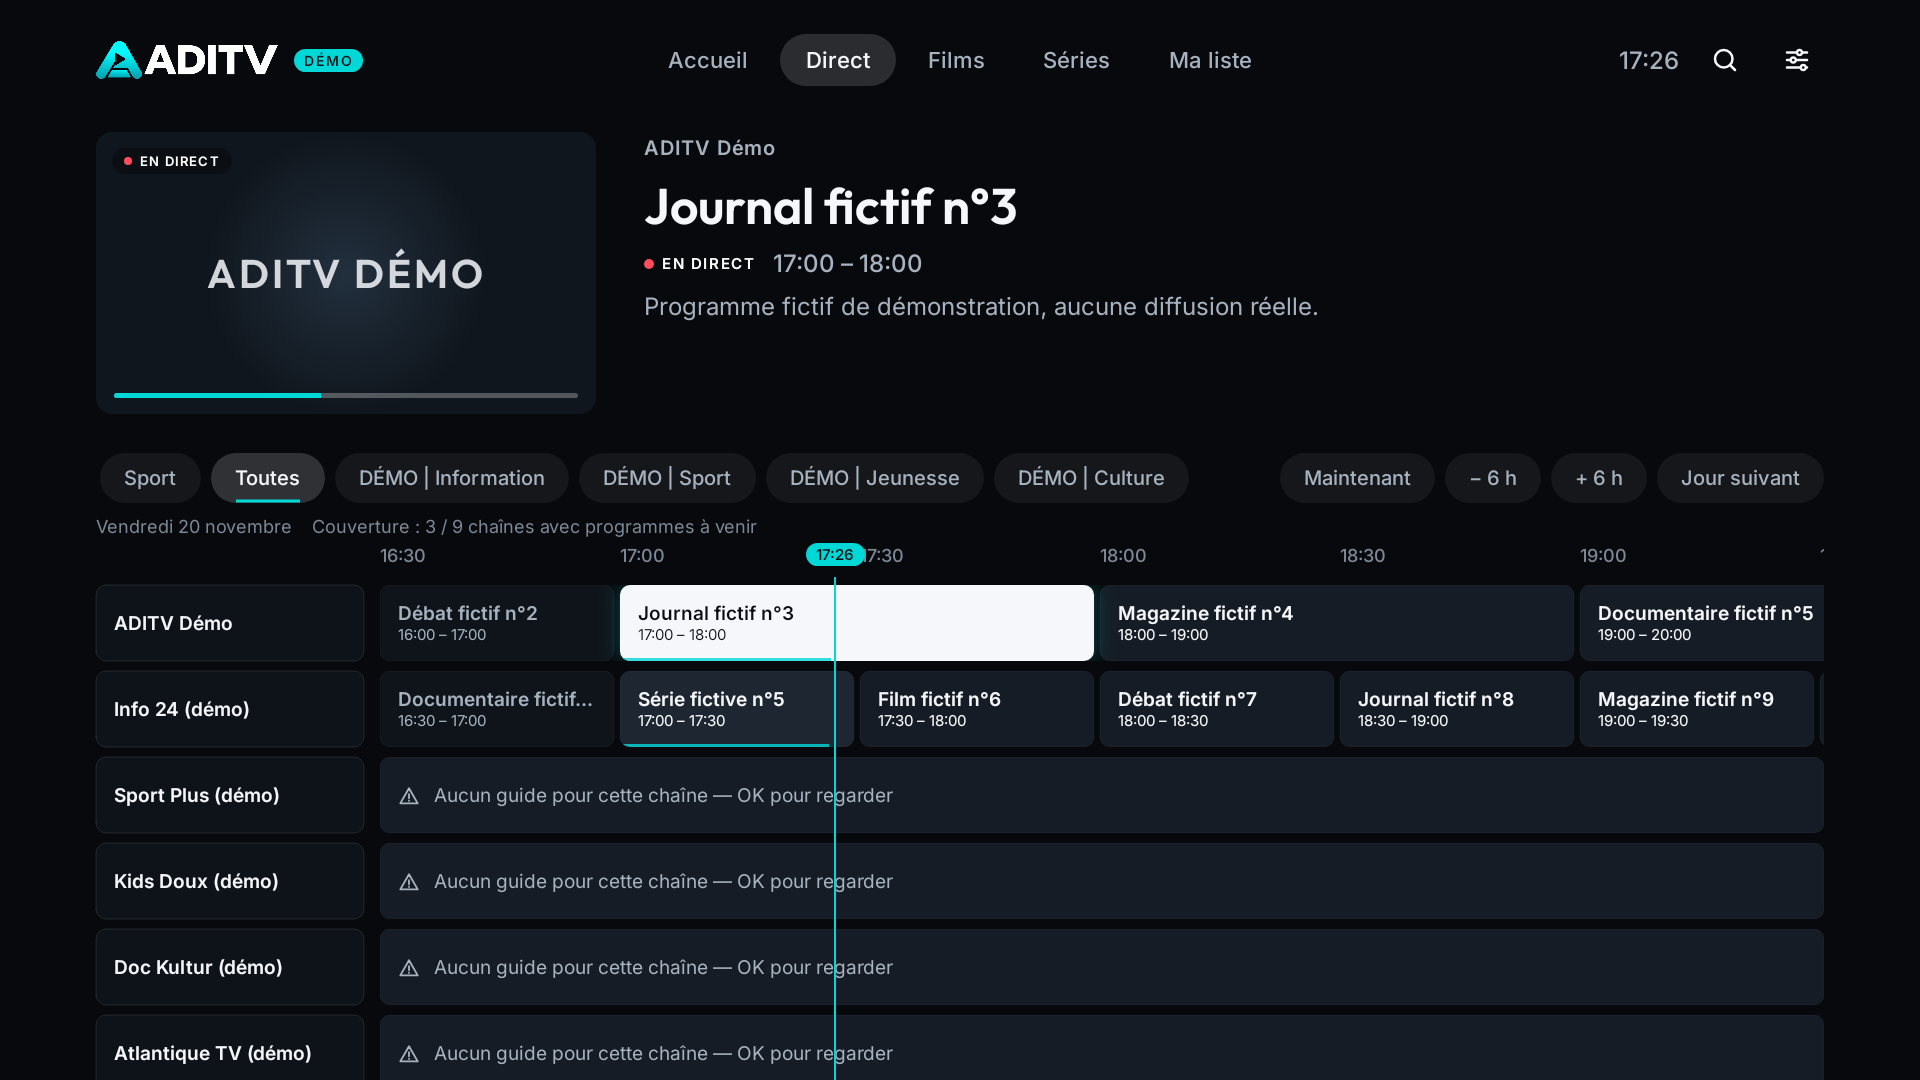 ADITV DÉMO
Accueil Direct Films Séries Ma liste
17:26
EN DIRECT
ADITV DÉMO
ADITV Démo
Journal fictif n°3
EN DIRECT 17:00 – 18:00
Programme fictif de démonstration, aucune diffusion réelle.
Sport Toutes DÉMO | Information DÉMO | Sport DÉMO | Jeunesse DÉMO | Culture Maintenant − 6 h + 6 h Jour suivant
Vendredi 20 novembre Couverture : 3 / 9 chaînes avec programmes à venir
16:30 17:00 17:26 17:30 18:00 18:30 19:00
ADITV Démo
Débat fictif n°2
16:00 – 17:00
Journal fictif n°3
17:00 – 18:00
Magazine fictif n°4
18:00 – 19:00
Documentaire fictif n°5
19:00 – 20:00
Info 24 (démo)
Documentaire fictif...
16:30 – 17:00
Série fictive n°5
17:00 – 17:30
Film fictif n°6
17:30 – 18:00
Débat fictif n°7
18:00 – 18:30
Journal fictif n°8
18:30 – 19:00
Magazine fictif n°9
19:00 – 19:30
Sport Plus (démo)
Aucun guide pour cette chaîne — OK pour regarder
Kids Doux (démo)
Aucun guide pour cette chaîne — OK pour regarder
Doc Kultur (démo)
Aucun guide pour cette chaîne — OK pour regarder
Atlantique TV (démo)
Aucun guide pour cette chaîne — OK pour regarder